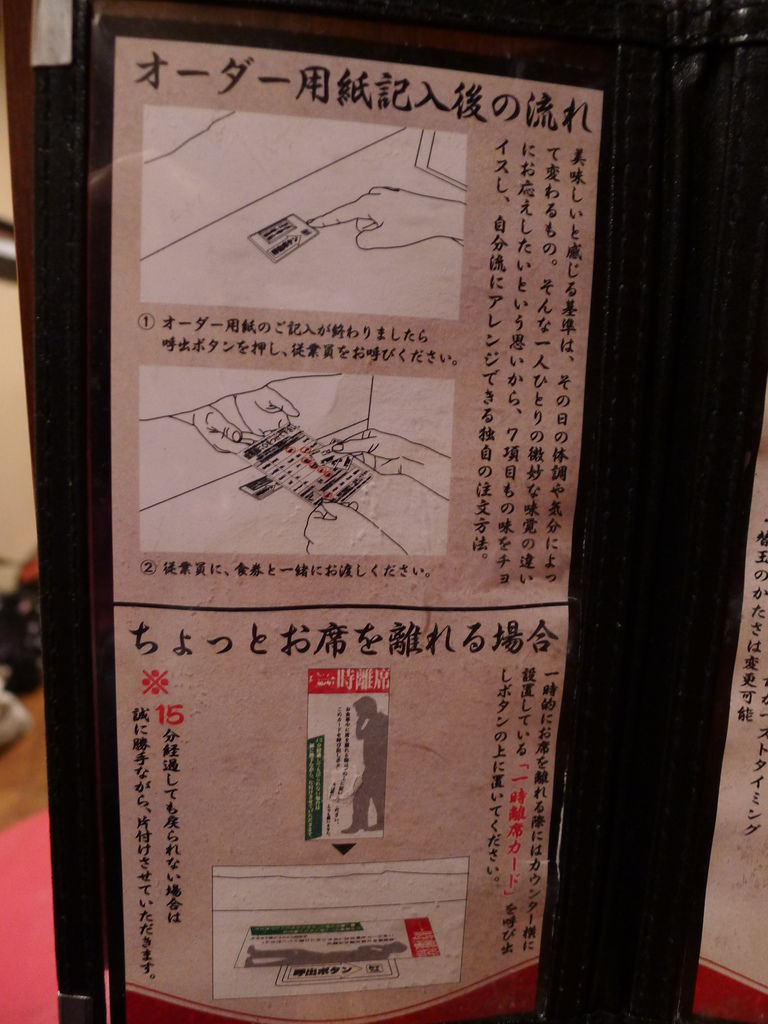 オーダー用紙記入後の流れ
美味しいと感じる基準は、その日の体調や気分によっ
て変わるもの。そんな一人ひとりの微妙な味覚の違い
にお応えしたいという思いから、7項目もの味をチョ
イスし、自分流にアレンジできる独自の注文方法。
① オーダー用紙のご記入が終わりましたら
呼出ボタンを押し、従業員をお呼びください。
② 従業員に、食券と一緒にお渡しください。
ちょっとお席を離れる場合
一時的にお席を離れる際にはカウンター横に
設置している「一時離席カード」を呼び出
しボタンの上に置いてください。
時離席
※15分経過しても戻られない場合は
誠に勝手ながら、片付けさせていただきます。
呼出ボタン
ストタイミング
替玉のかたさは変更可能